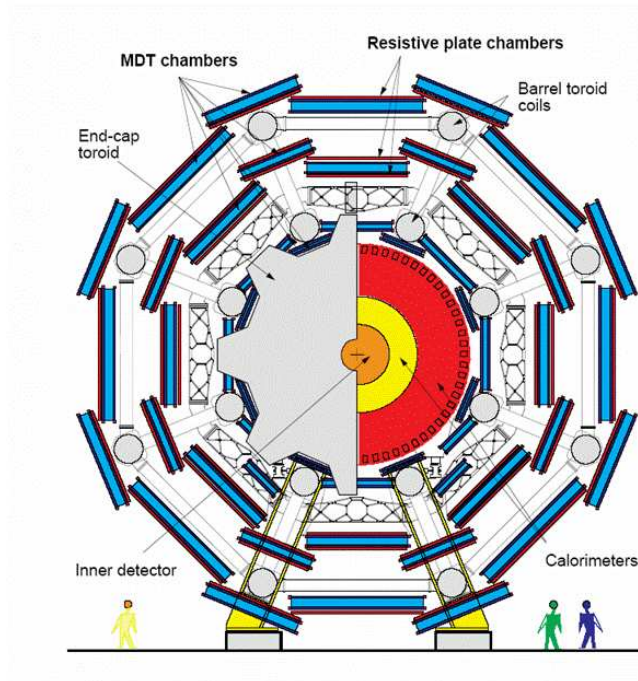 Resistive plate chambers
MDT chambers
Barrel toroid
coils
End-cap
toroid
Inner detector
Calorimeters